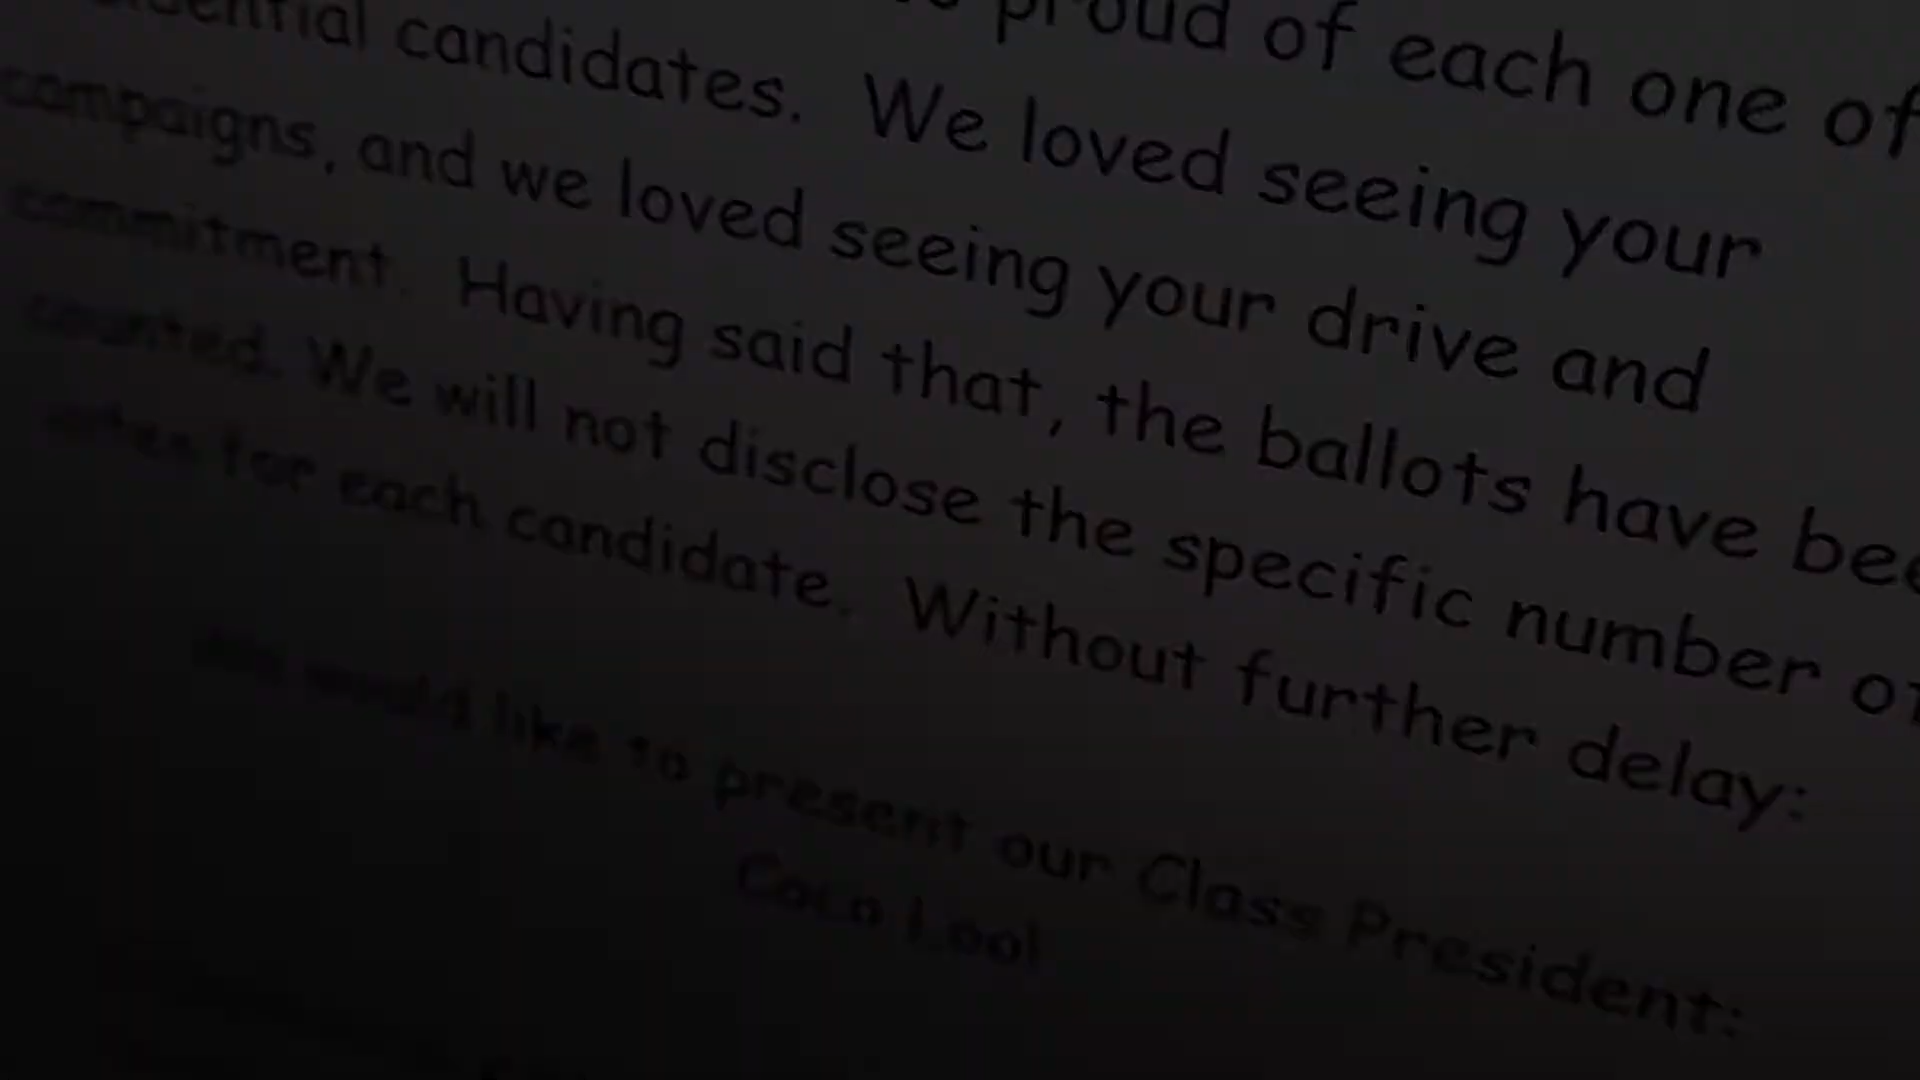 proud of each one of
candidates. We loved seeing your
campaigns, and we loved seeing your drive and
commitment. Having said that, the ballots have
counted. We will not disclose the specific number of
votes for each candidate. Without further delay:
would like to present our Class President: